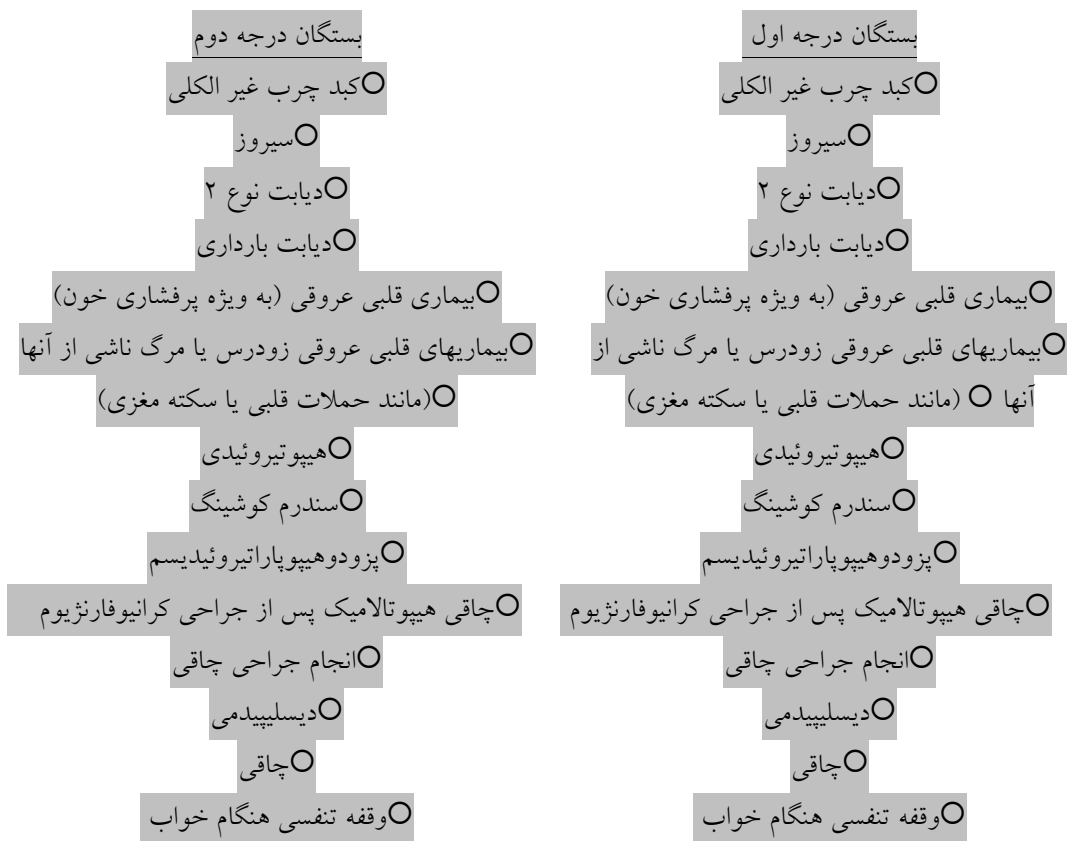 بستگان درجه اول
○کبد چرب غیر الکلی
○سیروز
○دیابت نوع ۲
○دیابت بارداری
○بیماری قلبی عروقی (به ویژه پرفشاری خون)
○بیماریهای قلبی عروقی زودرس یا مرگ ناشی از
آنها ○ (مانند حملات قلبی یا سکته مغزی)
○هیپوتیروئیدی
○سندرم کوشینگ
○پزودوهیپوپاراتیروئیدیسم
○چاقی هیپوتالامیک پس از جراحی کرانیوفارنژیوم
○انجام جراحی چاقی
○دیسلیپیدمی
○چاقی
○وقفه تنفسی هنگام خواب
بستگان درجه دوم
○کبد چرب غیر الکلی
○سیروز
○دیابت نوع ۲
○دیابت بارداری
○بیماری قلبی عروقی (به ویژه پرفشاری خون)
○بیماریهای قلبی عروقی زودرس یا مرگ ناشی از آنها
○(مانند حملات قلبی یا سکته مغزی)
○هیپوتیروئیدی
○سندرم کوشینگ
○پزودوهیپوپاراتیروئیدیسم
○چاقی هیپوتالامیک پس از جراحی کرانیوفارنژیوم
○انجام جراحی چاقی
○دیسلیپیدمی
○چاقی
○وقفه تنفسی هنگام خواب